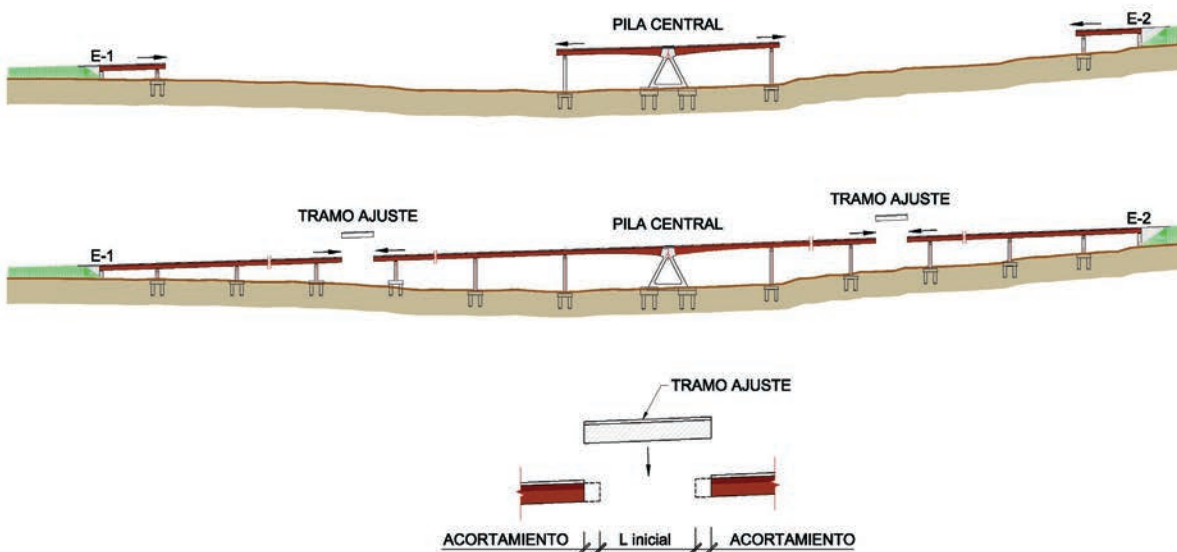 PILA CENTRAL
E-2
E-1
TRAMO AJUSTE
TRAMO AJUSTE
PILA CENTRAL
E-2
E-1
TRAMO AJUSTE
ACORTAMIENTO L inicial ACORTAMIENTO